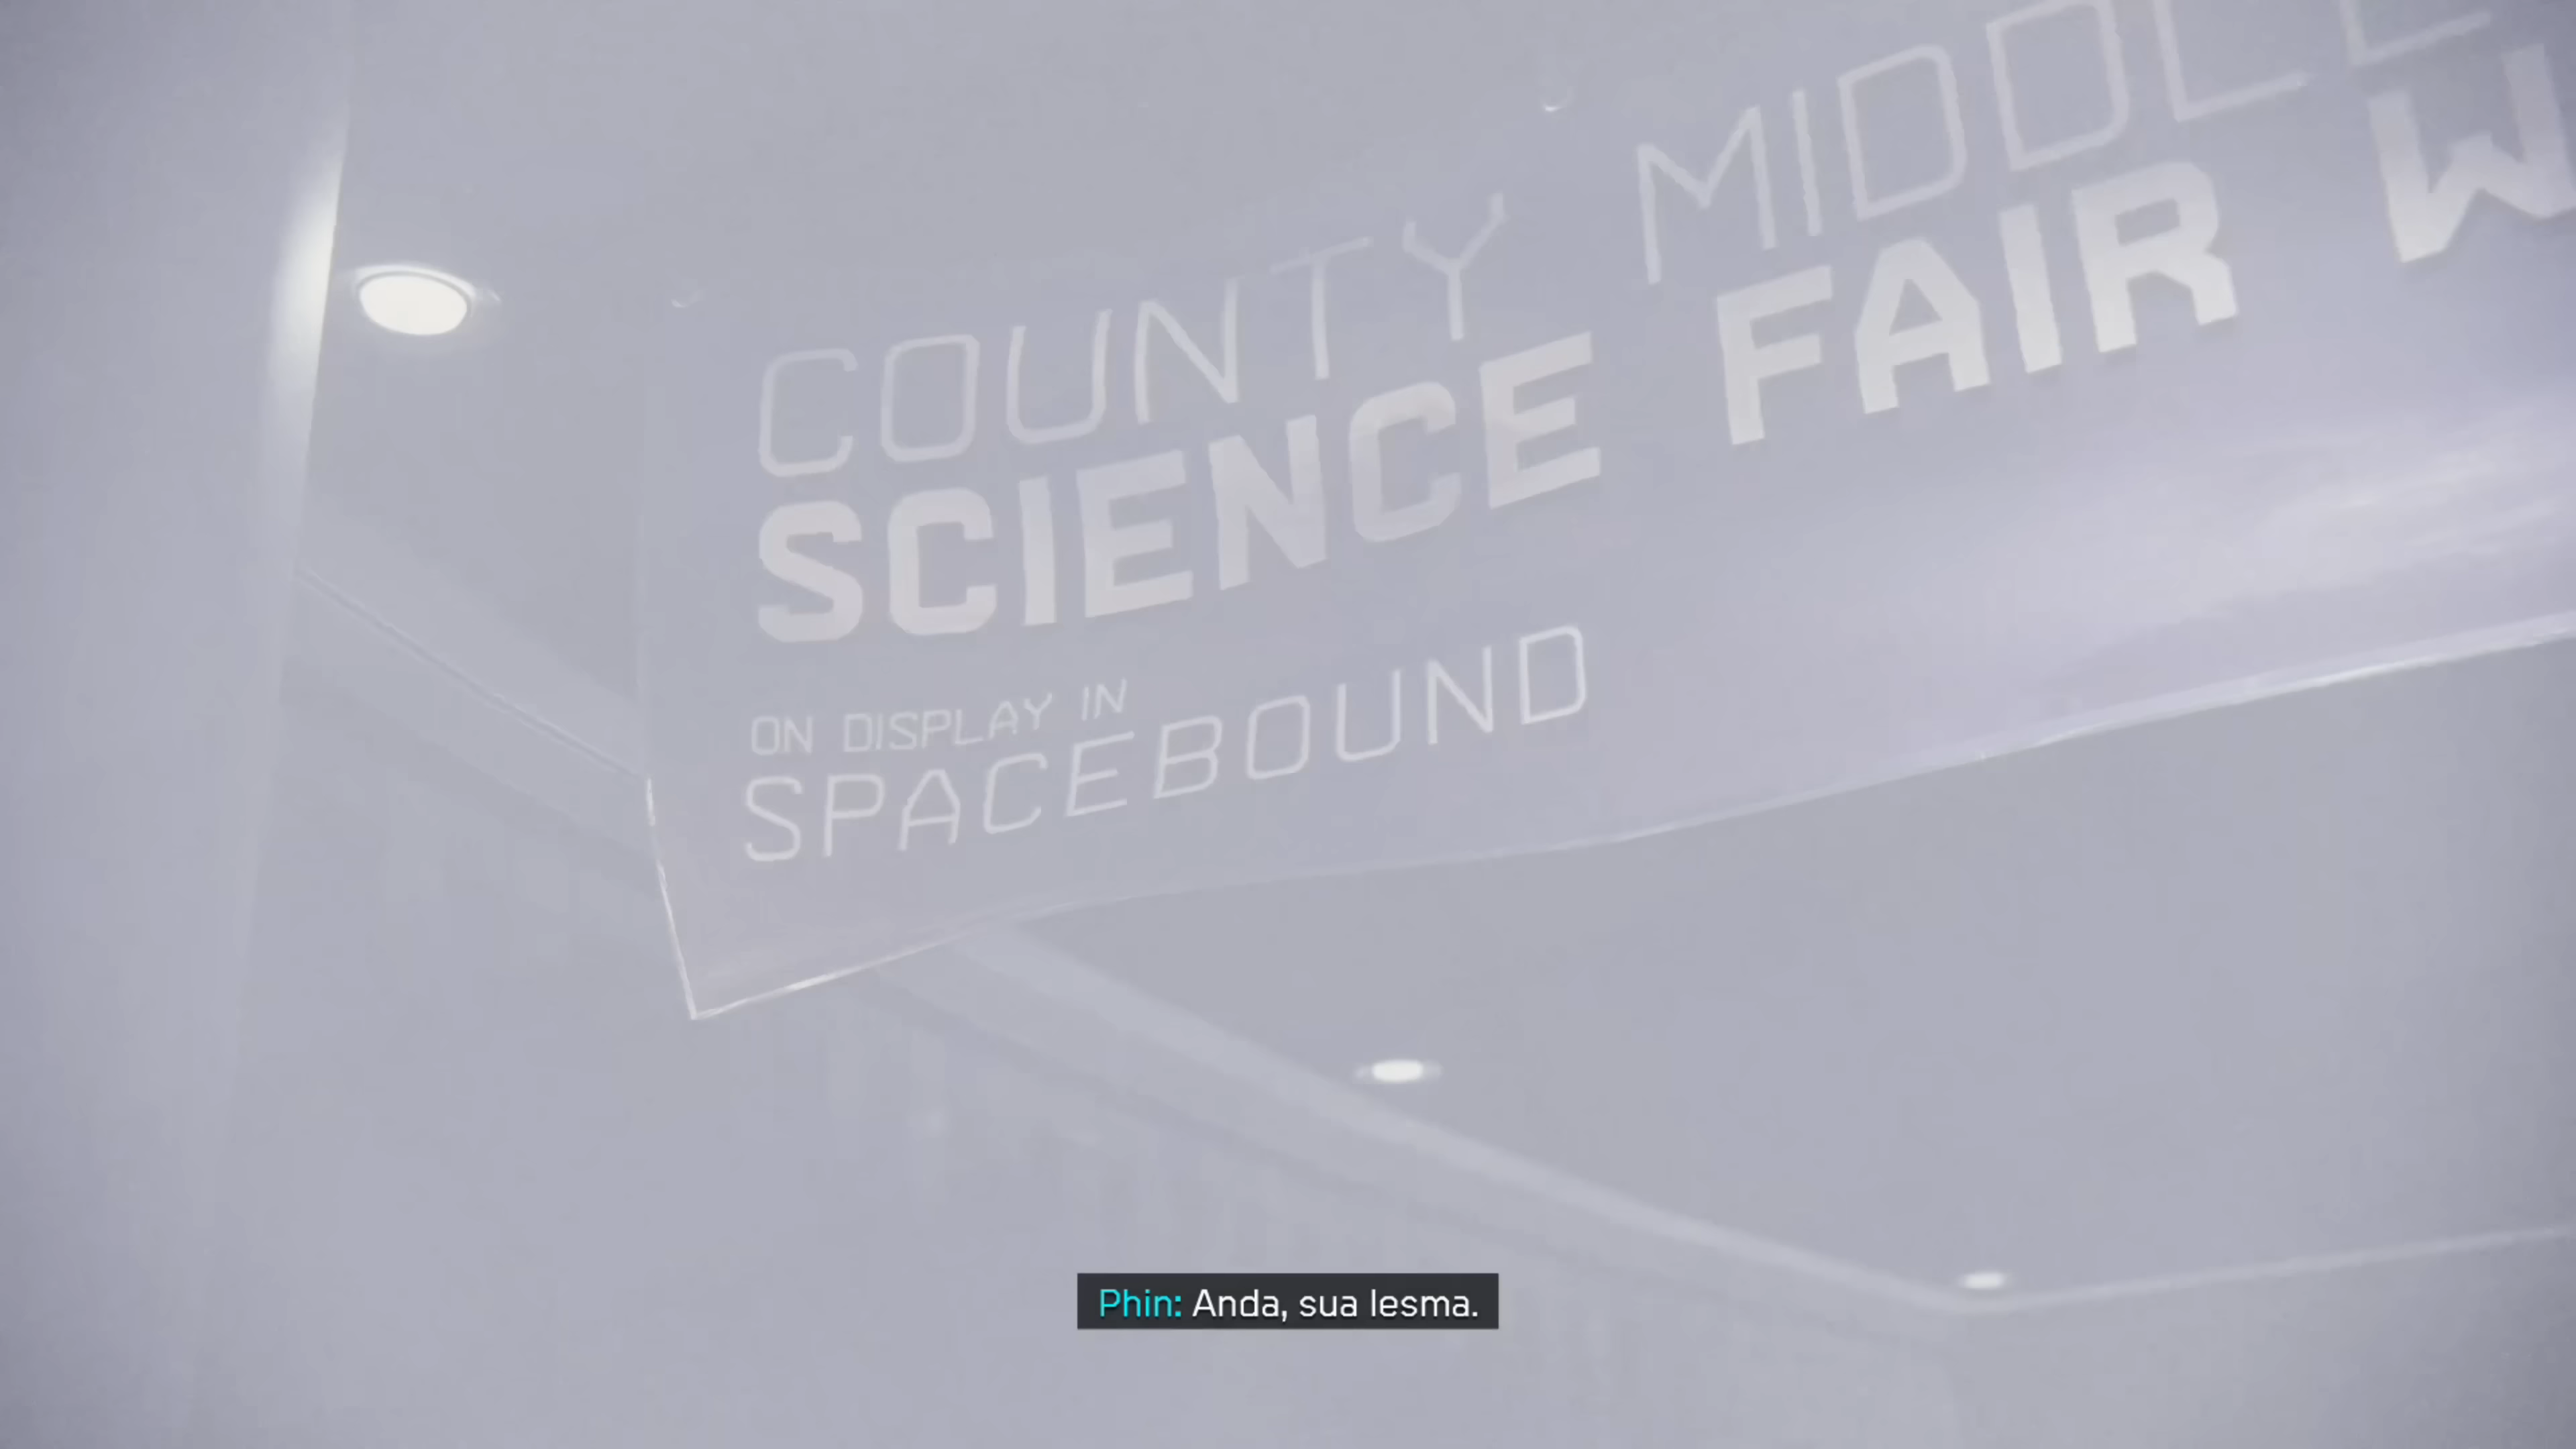 COUNTY MIDDLE
SCIENCE FAIR W
ON DISPLAY IN
SPACEBOUND
Phin: Anda, sua lesma.